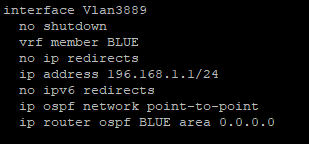 interface Vlan3889
no shutdown
vrf member BLUE
no ip redirects
ip address 196.168.1.1/24
no ipv6 redirects
ip ospf network point-to-point
ip router ospf BLUE area 0.0.0.0